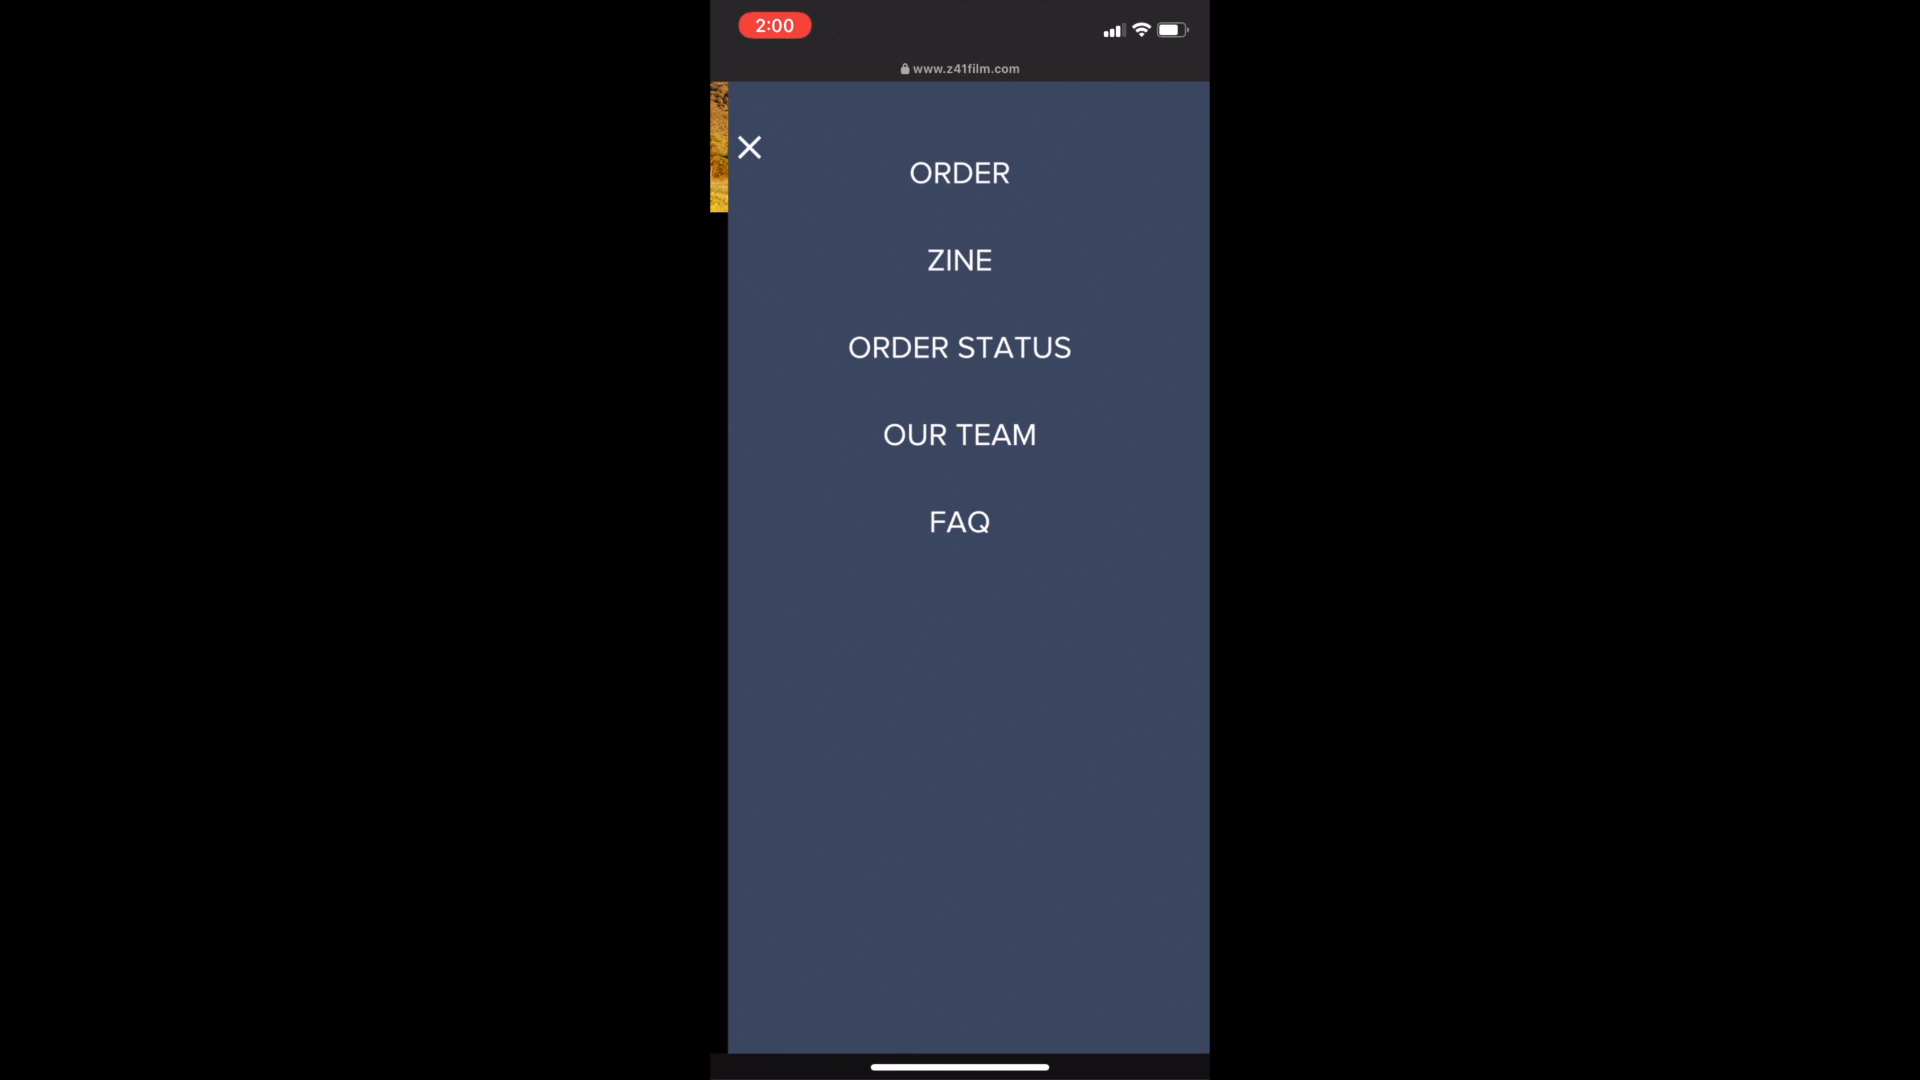 2:00
www.z41film.com
ORDER
ZINE
ORDER STATUS
OUR TEAM
FAQ